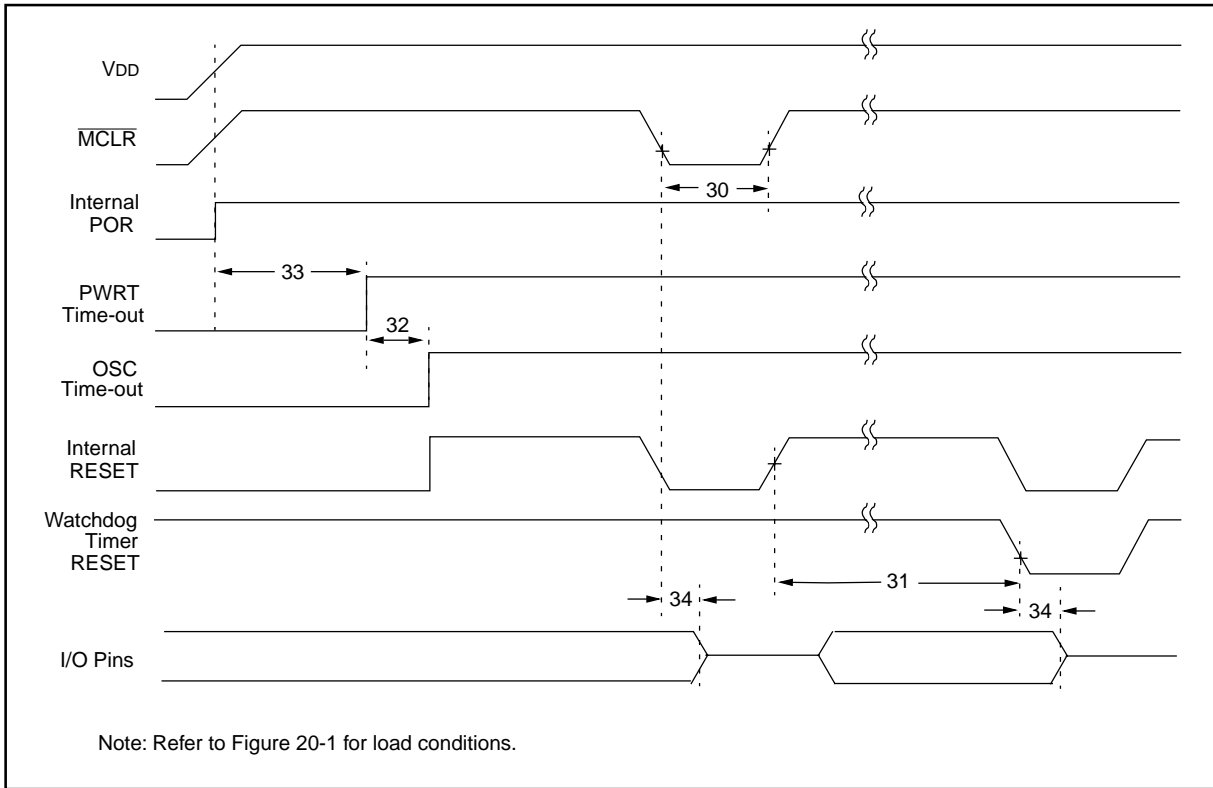 VDD
MCLR
30
Internal
POR
33
PWRT
Time-out
32
OSC
Time-out
Internal
RESET
Watchdog
Timer
RESET
31
34
34
I/O Pins
Note: Refer to Figure 20-1 for load conditions.